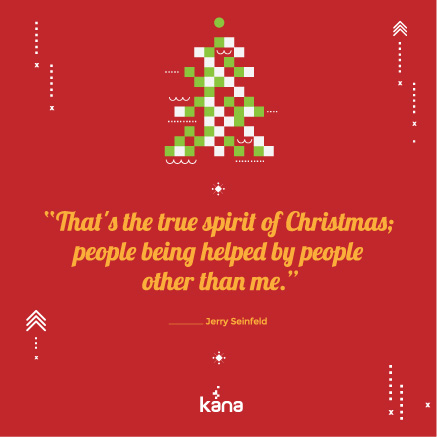 “That's the true spirit of Christmas;
people being helped by people
other than me.”
Jerry Seinfeld
kana